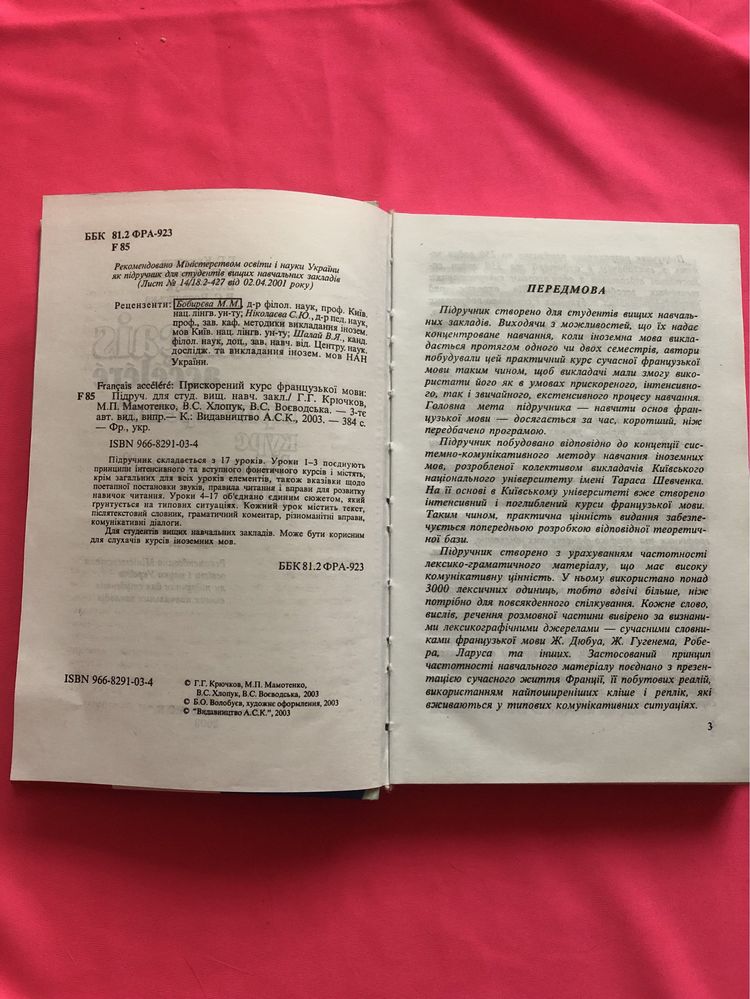 ББК 81.2 ФРА-923
F 85
Рекомендовано Міністерством освіти і науки України
як підручник для студентів вищих навчальних закладів
(Лист № 14/18.2-427 від 02.04.2001 року)
Рецензенти: Бобирєва М.М., д-р філол. наук, проф. Київ.
нац. лінгв. ун-ту; Ніколаєва С.Ю., д-р пед. наук,
проф., зав. каф. методики викладання інозем.
мов Київ. нац. лінгв. ун-ту; Шалай В.Я., канд.
філол. наук, доц., зав. навч. від. Центру. наук.
дослідж. та викладання інозем. мов НАН
України.
Français accéléré: Прискорений курс французької мови:
F 85 Підруч. для студ. вищ. навч. закл./ Г.Г. Крючков,
М.П. Мамотенко, В.С. Хлопук, В.С. Воєводська. — 3-тє
авт. вид., випр.— К.: Видавництво А.С.К., 2003. — 384 с.
— Фр., укр.
ISBN 966-8291-03-4
Підручник складається з 17 уроків. Уроки 1–3 поєднують
принципи інтенсивного та вступного фонетичного курсів і містять,
крім загальних для всіх уроків елементів, також вказівки щодо
поетапної постановки звуків, правила читання і вправи для розвитку
навичок читання. Уроки 4–17 об'єднано єдиним сюжетом, який
ґрунтується на типових ситуаціях. Кожний урок містить текст,
післятекстовий словник, граматичний коментар, різноманітні вправи,
комунікативні діалоги.
Для студентів вищих навчальних закладів. Може бути корисним
для слухачів курсів іноземних мов.
ББК 81.2 ФРА-923
ISBN 966-8291-03-4
© Г.Г. Крючков, М.П. Мамотенко,
В.С. Хлопук, В.С. Воєводська, 2003
© Б.О. Волобуєв, художнє оформлення, 2003
© "Видавництво А.С.К.", 2003
ПЕРЕДМОВА
Підручник створено для студентів вищих навчаль-
них закладів. Виходячи з можливостей, що їх надає
концентроване навчання, коли іноземна мова викла-
дається протягом одного чи двох семестрів, автори
побудували цей практичний курс сучасної французької
мови таким чином, щоб викладачі мали змогу вико-
ристати його як в умовах прискореного, інтенсивно-
го, так і звичайного, екстенсивного процесу навчання.
Головна мета підручника — навчити основ фран-
цузької мови — досягається за час, коротший, ніж
передбачено програмою.
Підручник побудовано відповідно до концепції сис-
темно-комунікативного методу навчання іноземних
мов, розробленої колективом викладачів Київського
національного університету імені Тараса Шевченка.
На її основі в Київському університеті вже створено
інтенсивний і поглиблений курси французької мови.
Таким чином, практична цінність видання забезпе-
чується попередньою розробкою відповідної теоретич-
ної бази.
Підручник створено з урахуванням частотності
лексико-граматичного матеріалу, що має високу
комунікативну цінність. У ньому використано понад
3000 лексичних одиниць, тобто вдвічі більше, ніж
потрібно для повсякденного спілкування. Кожне слово,
вислів, речення розмовної частини вивірено за визнани-
ми лексикографічними джерелами — сучасними словни-
ками французької мови Ж. Дюбуа, Ж. Гугенема, Робе-
ра, Ларуса та інших. Застосований принцип
частотності навчального матеріалу поєднано з презен-
тацією сучасного життя Франції, її побутових реалій,
використанням найпоширеніших кліше і реплік, які
вживаються у типових комунікативних ситуаціях.
3